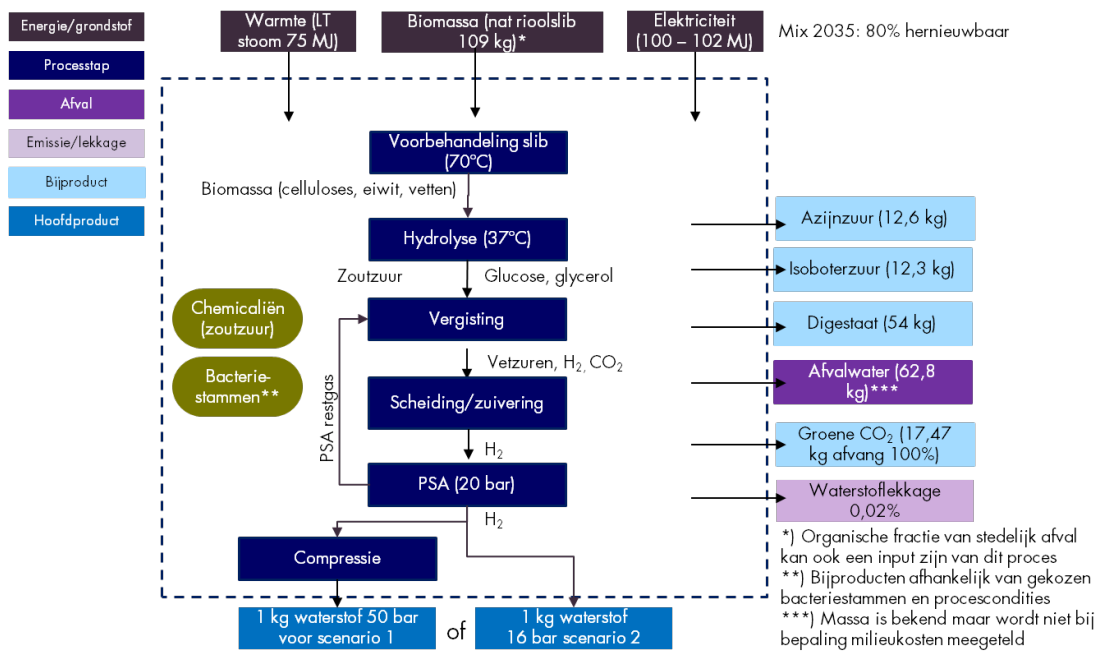 Energie/grondstof
Processtap
Afval
Emissie/lekkage
Bijproduct
Hoofdproduct
Warmte (LT
stoom 75 MJ)
Biomassa (nat rioolslib
109 kg)*
Elektriciteit
(100 – 102 MJ)
Mix 2035: 80% hernieuwbaar
Voorbehandeling slib
(70°C)
Biomassa (celluloses, eiwit, vetten)
Hydrolyse (37°C)
Zoutzuur
Glucose, glycerol
Chemicaliën
(zoutzuur)
Vergisting
Vetzuren, H2, CO2
Bacterie-
stammen**
Scheiding/zuivering
PSA restgas
H2
PSA (20 bar)
H2
Compressie
1 kg waterstof 50 bar
voor scenario 1
of
1 kg waterstof
16 bar scenario 2
Azijnzuur (12,6 kg)
Isoboterzuur (12,3 kg)
Digestaat (54 kg)
Afvalwater (62,8
kg)***
Groene CO2 (17,47
kg afvang 100%)
Waterstoflekkage
0,02%
*) Organische fractie van stedelijk afval
kan ook een input zijn van dit proces
**) Bijproducten afhankelijk van gekozen
bacteriestammen en procescondities
***) Massa is bekend maar wordt niet bij
bepaling milieukosten meegeteld